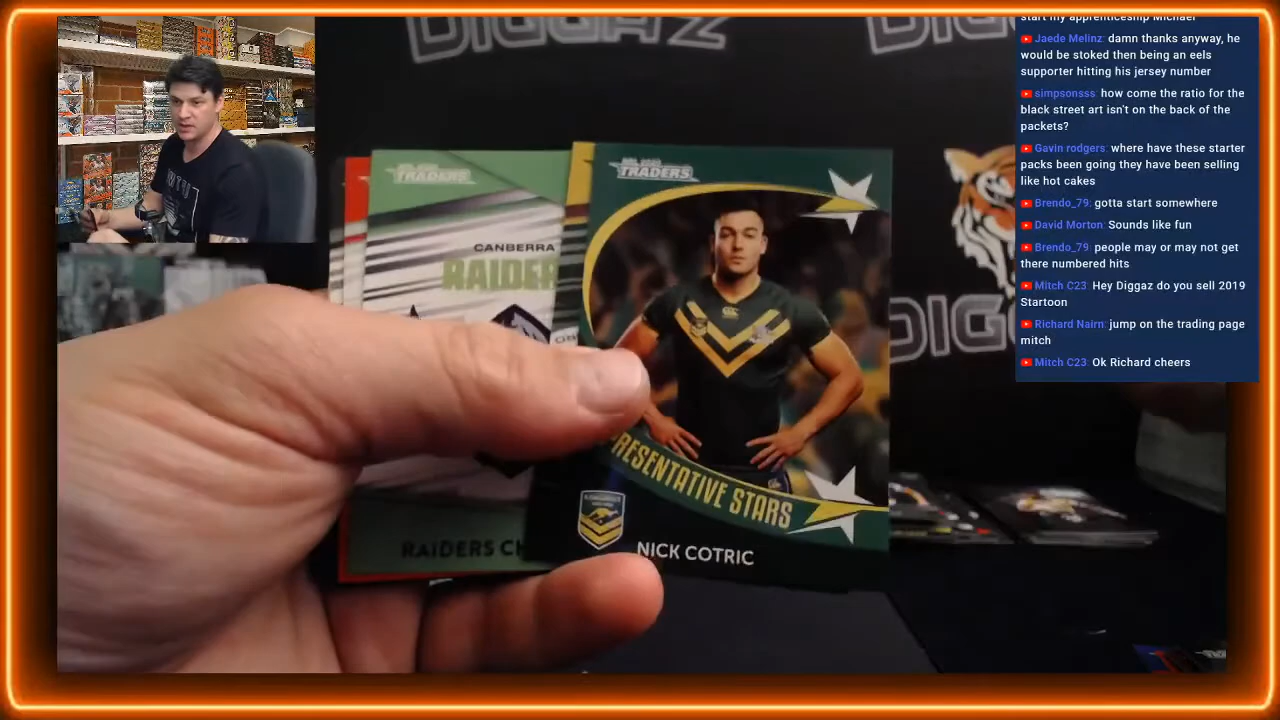 DIGGAZ
start my apprenticeship Michael
Jaede Melinz: damn thanks anyway, he
would be stoked then being an eels
supporter hitting his jersey number
simpsonsss: how come the ratio for the
black street art isn't on the back of the
packets?
Gavin rodgers: where have these starter
packs been going they have been selling
like hot cakes
Brendo_79: gotta start somewhere
David Morton: Sounds like fun
Brendo_79: people may or may not get
there numbered hits
Mitch C23: Hey Diggaz do you sell 2019
Startoon
Richard Nairn: jump on the trading page
mitch
Mitch C23: Ok Richard cheers
TRADERS
CANBERRA
RAIDER
RAIDERS CH
TRADERS
PRESENTATIVE STARS
NICK COTRIC
DIGG